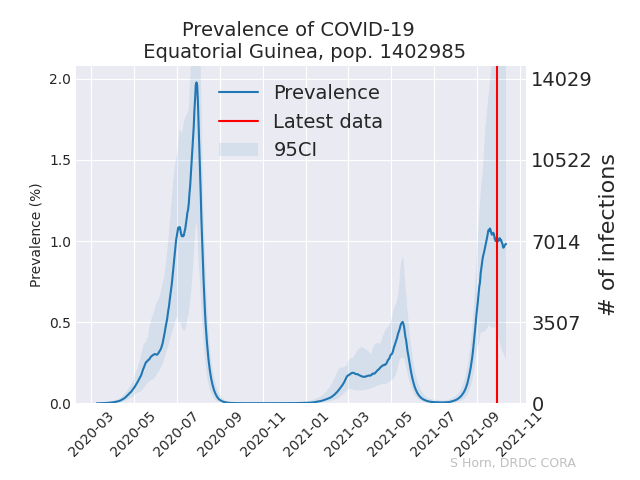 Prevalence of COVID-19
Equatorial Guinea, pop. 1402985
Prevalence
Latest data
95CI
Prevalence (%)
2.0
1.5
1.0
0.5
0.0
14029
10522
7014
3507
0
# of infections
2020-03
2020-05
2020-07
2020-09
2020-11
2021-01
2021-03
2021-05
2021-07
2021-09
2021-11
S Horn, DRDC CORA